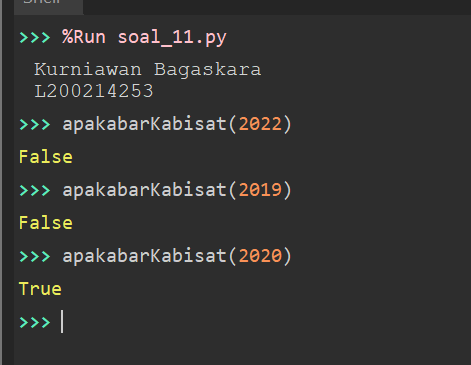 Shell
>>> %Run soal_11.py
Kurniawan Bagaskara
L200214253
>>> apakabarKabisat(2022)
False
>>> apakabarKabisat(2019)
False
>>> apakabarKabisat(2020)
True
>>>